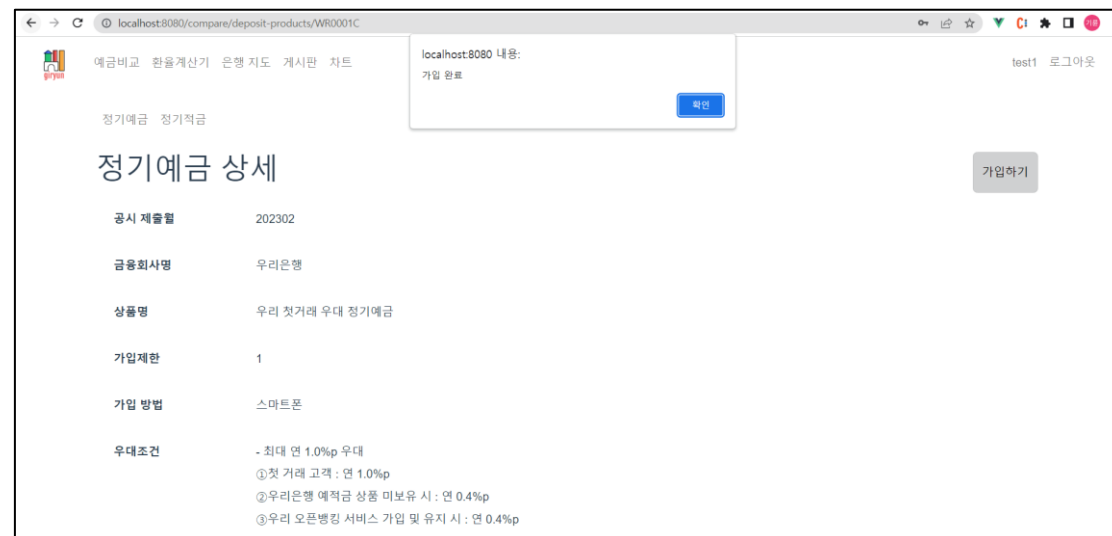 localhost:8080/compare/deposit-products/WR0001C
기름
giryun
예금비교 환율계산기 은행 지도 게시판 차트
localhost:8080 내용:
가입 완료
확인
test1 로그아웃
정기예금 정기적금
정기예금 상세
가입하기
공시 제출월 202302
금융회사명 우리은행
상품명 우리 첫거래 우대 정기예금
가입제한 1
가입 방법 스마트폰
우대조건 - 최대 연 1.0%p 우대
①첫 거래 고객 : 연 1.0%p
②우리은행 예적금 상품 미보유 시 : 연 0.4%p
③우리 오픈뱅킹 서비스 가입 및 유지 시 : 연 0.4%p